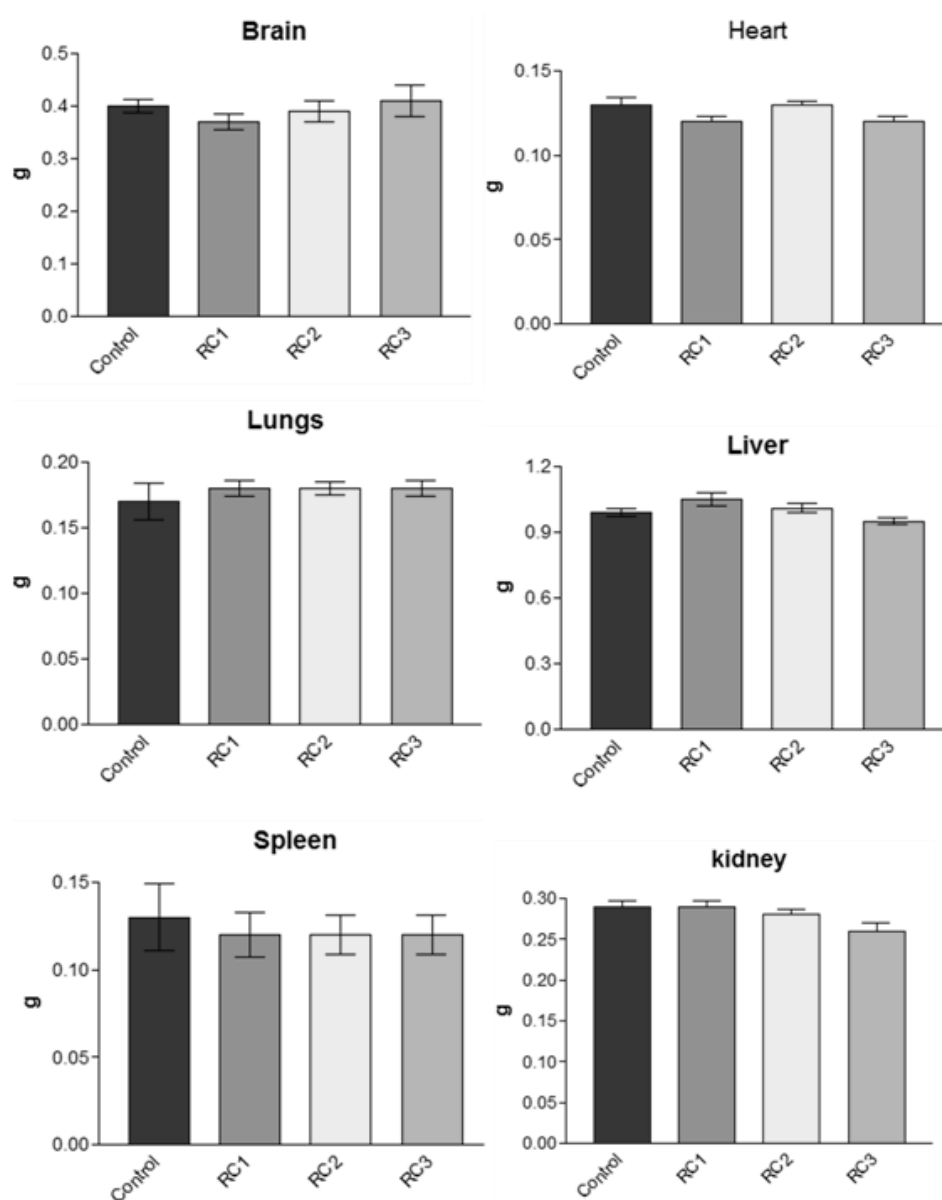 Brain
0.5
0.4
0.3
0.2
0.1
0.0
g
Control
RC1
RC2
RC3
Heart
0.15
0.10
0.05
0.00
g
Control
RC1
RC2
RC3
Lungs
0.20
0.15
0.10
0.05
0.00
g
Control
RC1
RC2
RC3
Liver
1.2
0.9
0.6
0.3
0.0
g
Control
RC1
RC2
RC3
Spleen
0.15
0.10
0.05
0.00
g
Control
RC1
RC2
RC3
kidney
0.30
0.25
0.20
0.15
0.10
0.05
0.00
g
Control
RC1
RC2
RC3